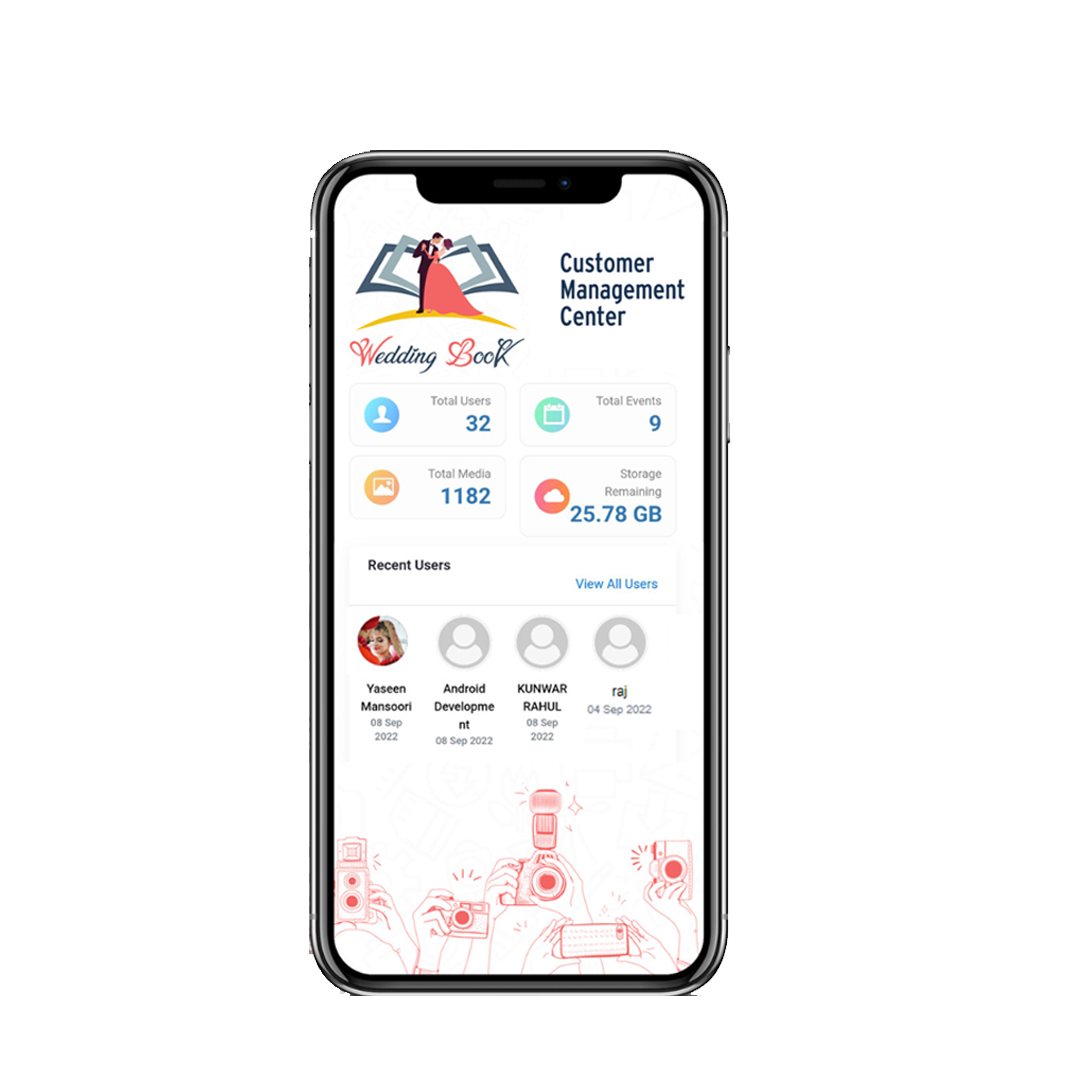 Customer
Management
Center
Wedding Book
Total Users
32
Total Events
9
Total Media
1182
Storage
Remaining
25.78 GB
Recent Users
View All Users
Yaseen
Mansoori
08 Sep
2022
Android
Developme
nt
08 Sep 2022
KUNWAR
RAHUL
08 Sep
2022
raj
04 Sep 2022